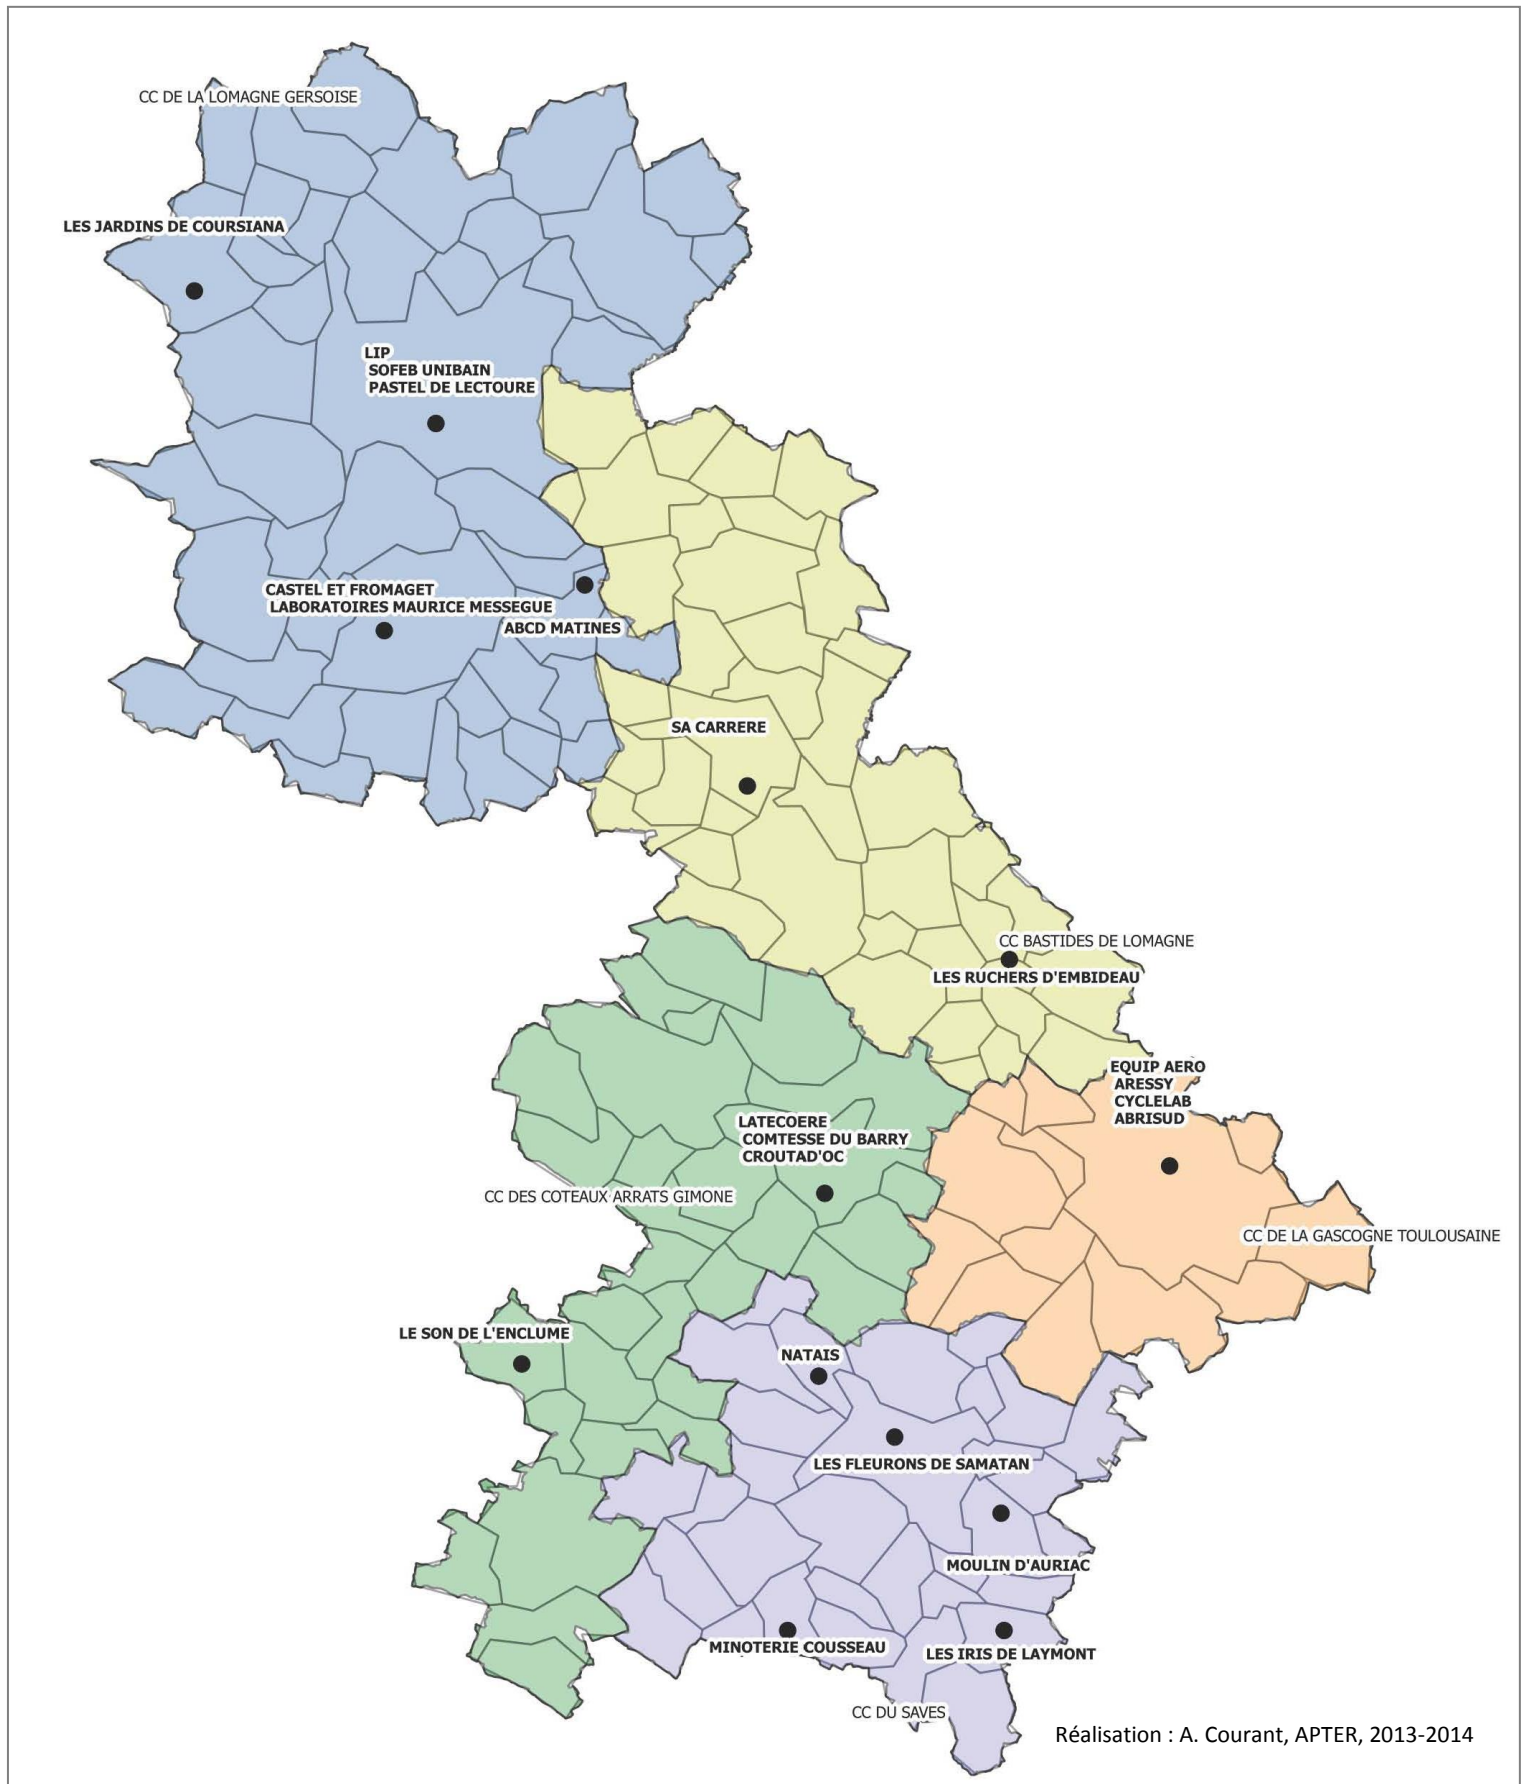 CC DE LA LOMAGNE GERSOISE
LES JARDINS DE COURSIANA
LIP
SOFEB UNIBAIN
PASTEL DE LECTOURE
CASTEL ET FROMAGET
LABORATOIRES MAURICE MESSEGUE
ABCD MATINES
SA CARRERE
CC BASTIDES DE LOMAGNE
LES RUCHERS D'EMBIDEAU
EQUIP AERO
ARESSY
CYCLELAB
ABRISUD
LATECOERE
COMTESSE DU BARRY
CROUTAD'OC
CC DES COTEAUX ARRATS GIMONE
CC DE LA GASCOGNE TOULOUSAINE
LE SON DE L'ENCLUME
NATAIS
LES FLEURONS DE SAMATAN
MOULIN D'AURIAC
MINOTERIE COUSSEAU
LES IRIS DE LAYMONT
CC DU SAVES
Réalisation : A. Courant, APTER, 2013-2014